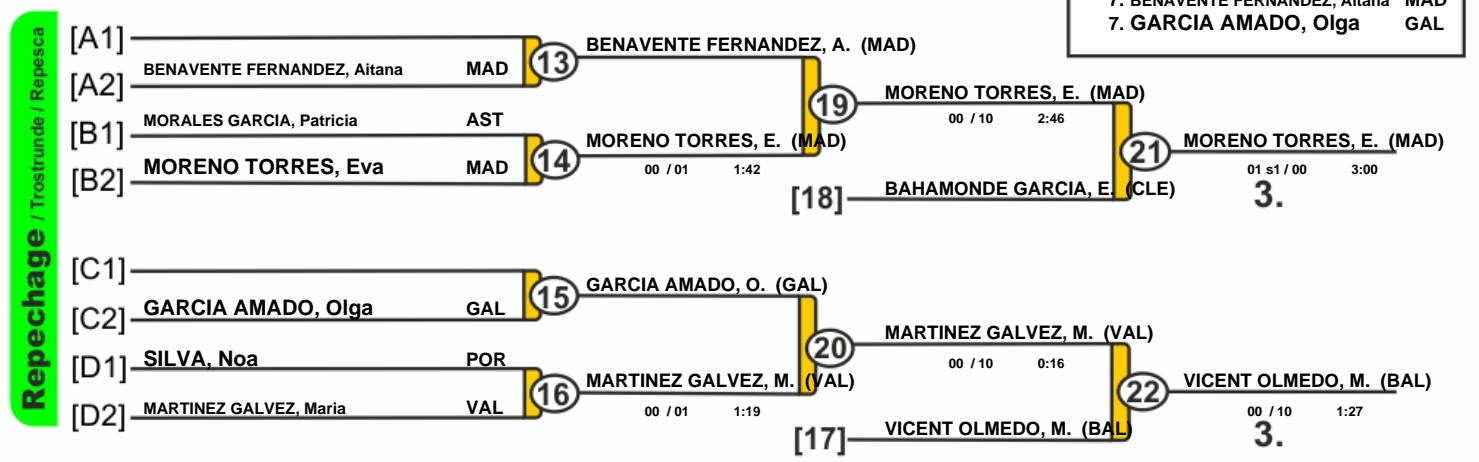 7. BENAVENTE FERNANDEZ, Aitana MAD
7. GARCIA AMADO, Olga GAL
Repechage / Trostrunde / Repesca
[A1]
BENAVENTE FERNANDEZ, A. (MAD)
[A2] BENAVENTE FERNANDEZ, Aitana MAD
13
MORENO TORRES, E. (MAD)
00 / 10 2:46
19
[B1] MORALES GARCIA, Patricia AST
MORENO TORRES, E. (MAD)
00 / 01 1:42
14
[B2] MORENO TORRES, Eva MAD
21
MORENO TORRES, E. (MAD)
01 s1 / 00 3:00
3.
[18] BAHAMONDE GARCIA, E. (CLE)
[C1]
GARCIA AMADO, O. (GAL)
15
[C2] GARCIA AMADO, Olga GAL
MARTINEZ GALVEZ, M. (VAL)
00 / 10 0:16
20
[D1] SILVA, Noa POR
MARTINEZ GALVEZ, M. (VAL)
00 / 01 1:19
16
[D2] MARTINEZ GALVEZ, Maria VAL
22
VICENT OLMEDO, M. (BAL)
00 / 10 1:27
3.
[17] VICENT OLMEDO, M. (BAL)